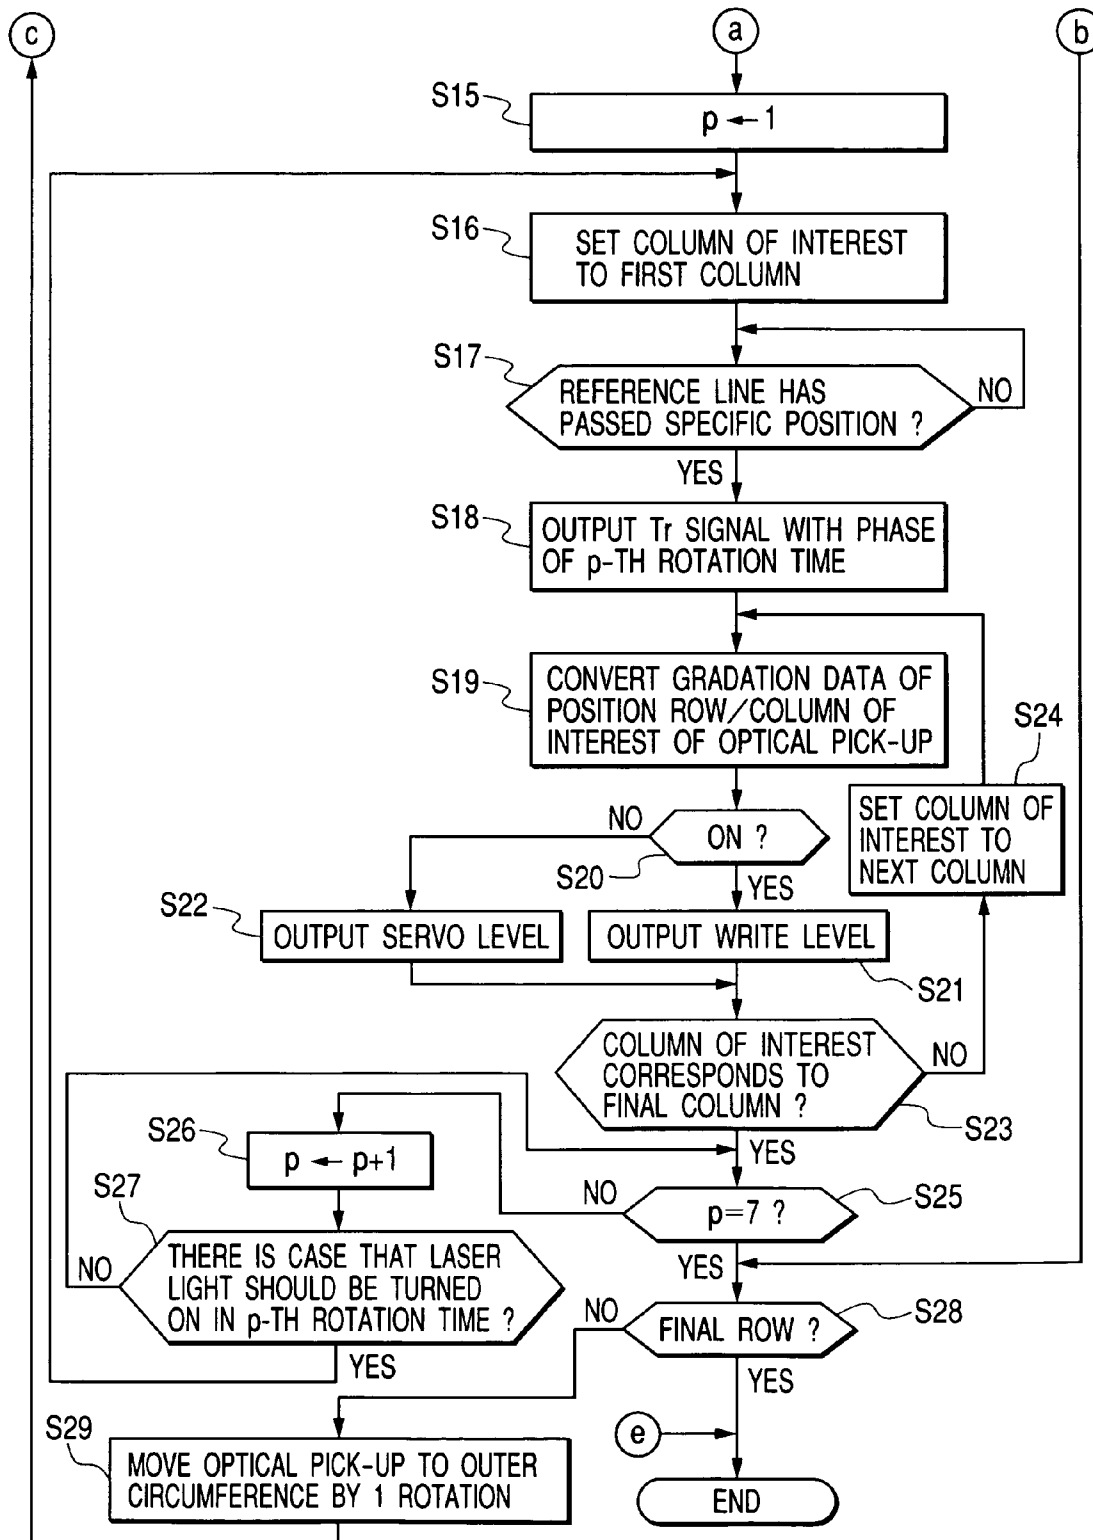 c
a
b
S15
p ← 1
S16
SET COLUMN OF INTEREST
TO FIRST COLUMN
S17
REFERENCE LINE HAS
PASSED SPECIFIC POSITION ?
NO
YES
S18
OUTPUT Tr SIGNAL WITH PHASE
OF p-TH ROTATION TIME
S19
CONVERT GRADATION DATA OF
POSITION ROW/COLUMN OF
INTEREST OF OPTICAL PICK-UP
S24
SET COLUMN OF
INTEREST TO
NEXT COLUMN
NO
ON ?
S20
YES
S22
OUTPUT SERVO LEVEL
OUTPUT WRITE LEVEL
S21
COLUMN OF INTEREST
CORRESPONDS TO
FINAL COLUMN ?
NO
S23
YES
S26
p ← p+1
S27
NO
p=7 ?
S25
THERE IS CASE THAT LASER
LIGHT SHOULD BE TURNED
ON IN p-TH ROTATION TIME ?
NO
YES
YES
NO
FINAL ROW ?
S28
YES
S29
MOVE OPTICAL PICK-UP TO OUTER
CIRCUMFERENCE BY 1 ROTATION
e
END